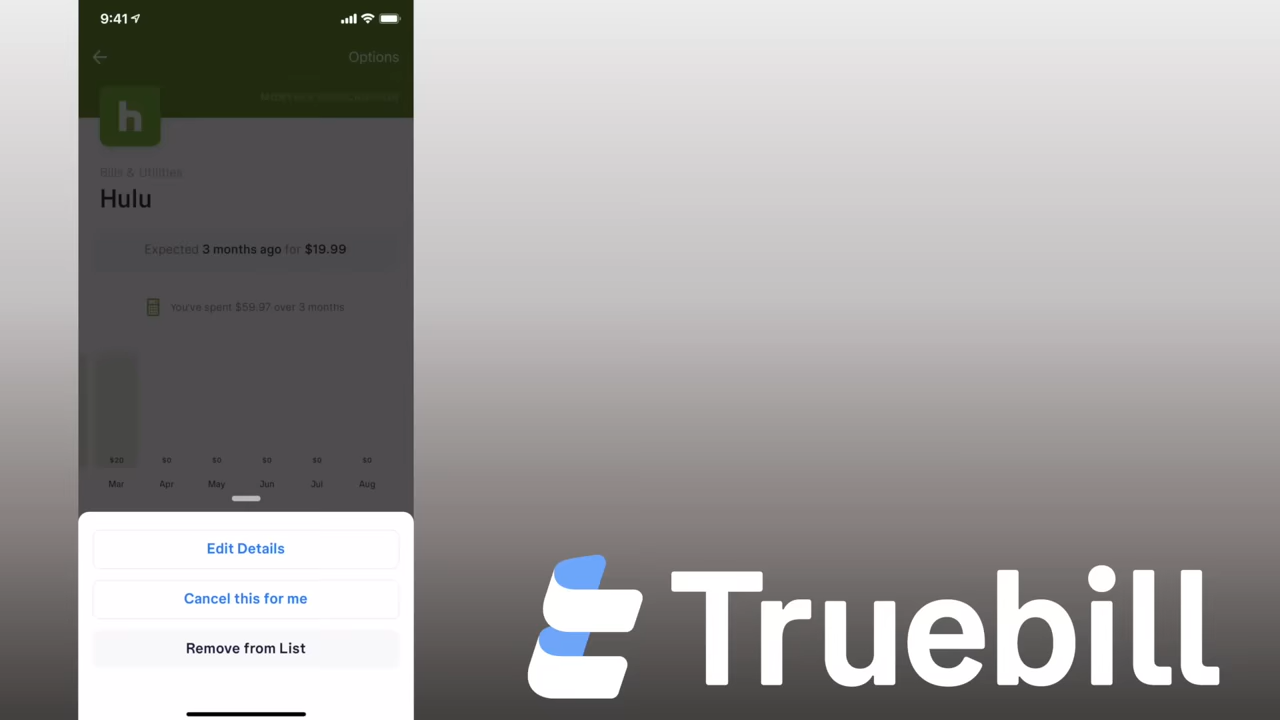 9:41
Options
h
Bills & Utilities
Hulu
Expected 3 months ago for $19.99
You've spent $59.97 over 3 months
$20 $0 $0 $0 $0 $0
Mar Apr May Jun Jul Aug
Edit Details
Cancel this for me
Remove from List
Truebill